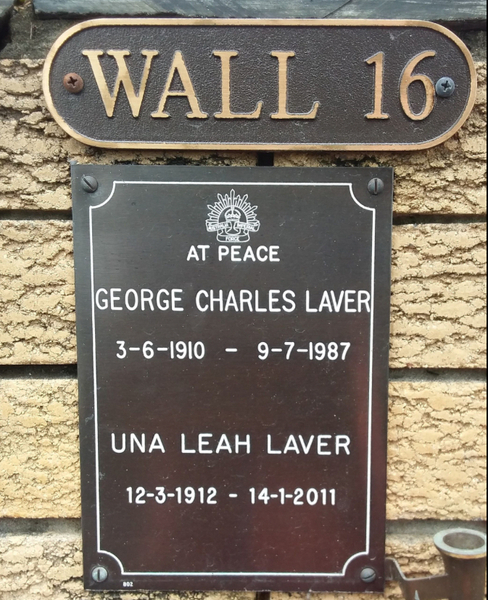 WALL 16
AT PEACE
GEORGE CHARLES LAVER
3-6-1910 - 9-7-1987
UNA LEAH LAVER
12-3-1912 - 14-1-2011